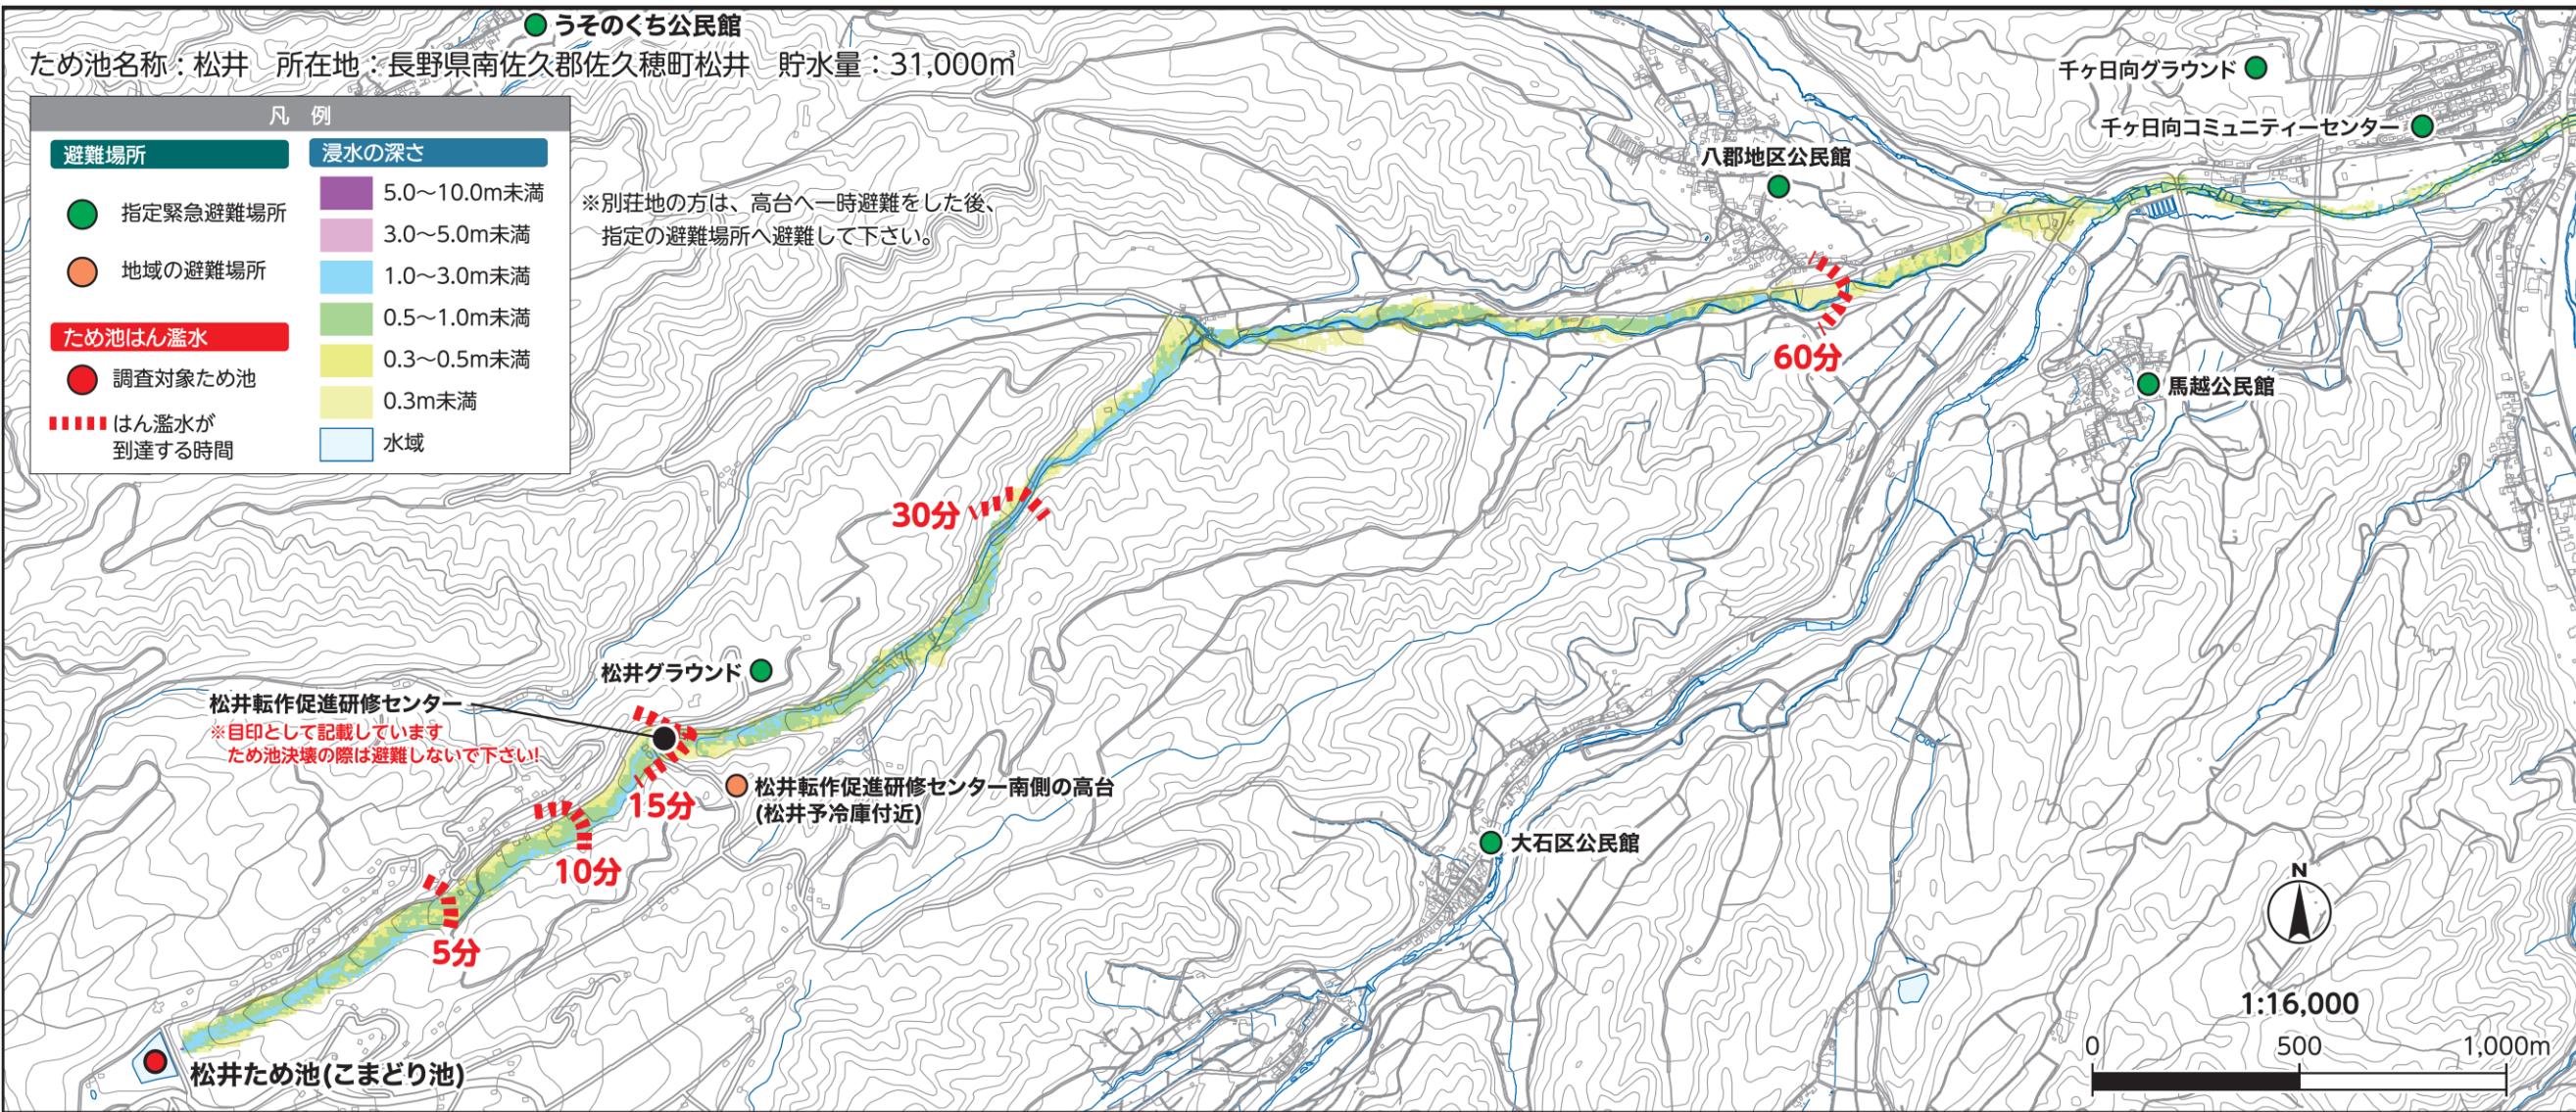 うそのくち公民館
ため池名称：松井　所在地：長野県南佐久郡佐久穂町松井　貯水量：31,000㎥
凡　例
避難場所
指定緊急避難場所
地域の避難場所
ため池はん濫水
調査対象ため池
はん濫水が
到達する時間
浸水の深さ
5.0～10.0m未満
3.0～5.0m未満
1.0～3.0m未満
0.5～1.0m未満
0.3～0.5m未満
0.3m未満
水域
※別荘地の方は、高台へ一時避難をした後、
指定の避難場所へ避難して下さい。
千ヶ日向グラウンド
千ヶ日向コミュニティーセンター
八郡地区公民館
60分
馬越公民館
30分
松井グラウンド
松井転作促進研修センター
※目印として記載しています
ため池決壊の際は避難しないで下さい!
15分
松井転作促進研修センター南側の高台
(松井予冷庫付近)
10分
大石区公民館
5分
松井ため池(こまどり池)
N
1:16,000
0 500 1,000m